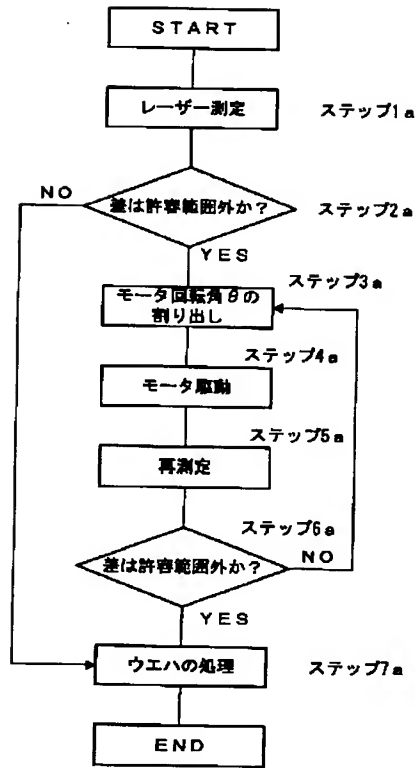 START
レーザー測定
ステップ1a
NO
差は許容範囲外か?
ステップ2a
YES
ステップ3a
モータ回転角θの
割り出し
ステップ4a
モータ駆動
ステップ5a
再測定
ステップ6a
差は許容範囲外か?
NO
YES
ウエハの処理
ステップ7a
END